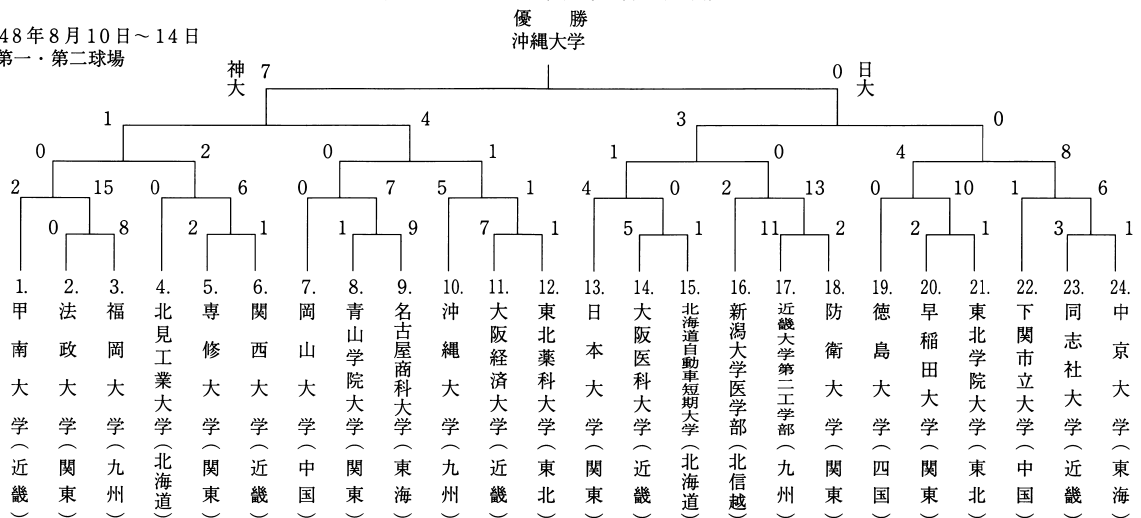 優　勝
沖縄大学
48年8月10日～14日
第一・第二球場
神大 7 0 日大
1 4 3 0
0 2 0 1 1 0 4 8
2 15 0 6 0 7 5 1 4 0 2 13 0 10 1 6
0 8 2 1 1 9 7 1 5 1 11 2 2 1 3 1
1. 甲南大学（近畿）
2. 法政大学（関東）
3. 福岡大学（九州）
4. 北見工業大学（北海道）
5. 専修大学（関東）
6. 関西大学（近畿）
7. 岡山大学（中国）
8. 青山学院大学（関東）
9. 名古屋商科大学（東海）
10. 沖縄大学（九州）
11. 大阪経済大学（近畿）
12. 東北薬科大学（東北）
13. 日本大学（関東）
14. 大阪医科大学（近畿）
15. 北海道自動車短期大学（北海道）
16. 新潟大学医学部（北信越）
17. 近畿大学第二工学部（九州）
18. 防衛大学（関東）
19. 徳島大学（四国）
20. 早稲田大学（関東）
21. 東北学院大学（東北）
22. 下関市立大学（中国）
23. 同志社大学（近畿）
24. 中京大学（東海）